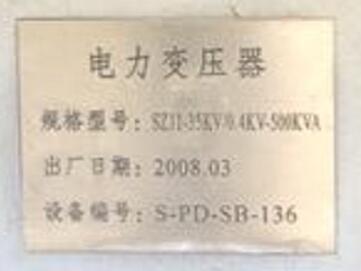 电力变压器
规格型号: SZ11-35KV/0.4KV-500KVA
出厂日期: 2008.03
设备编号: S-PD-SB-136